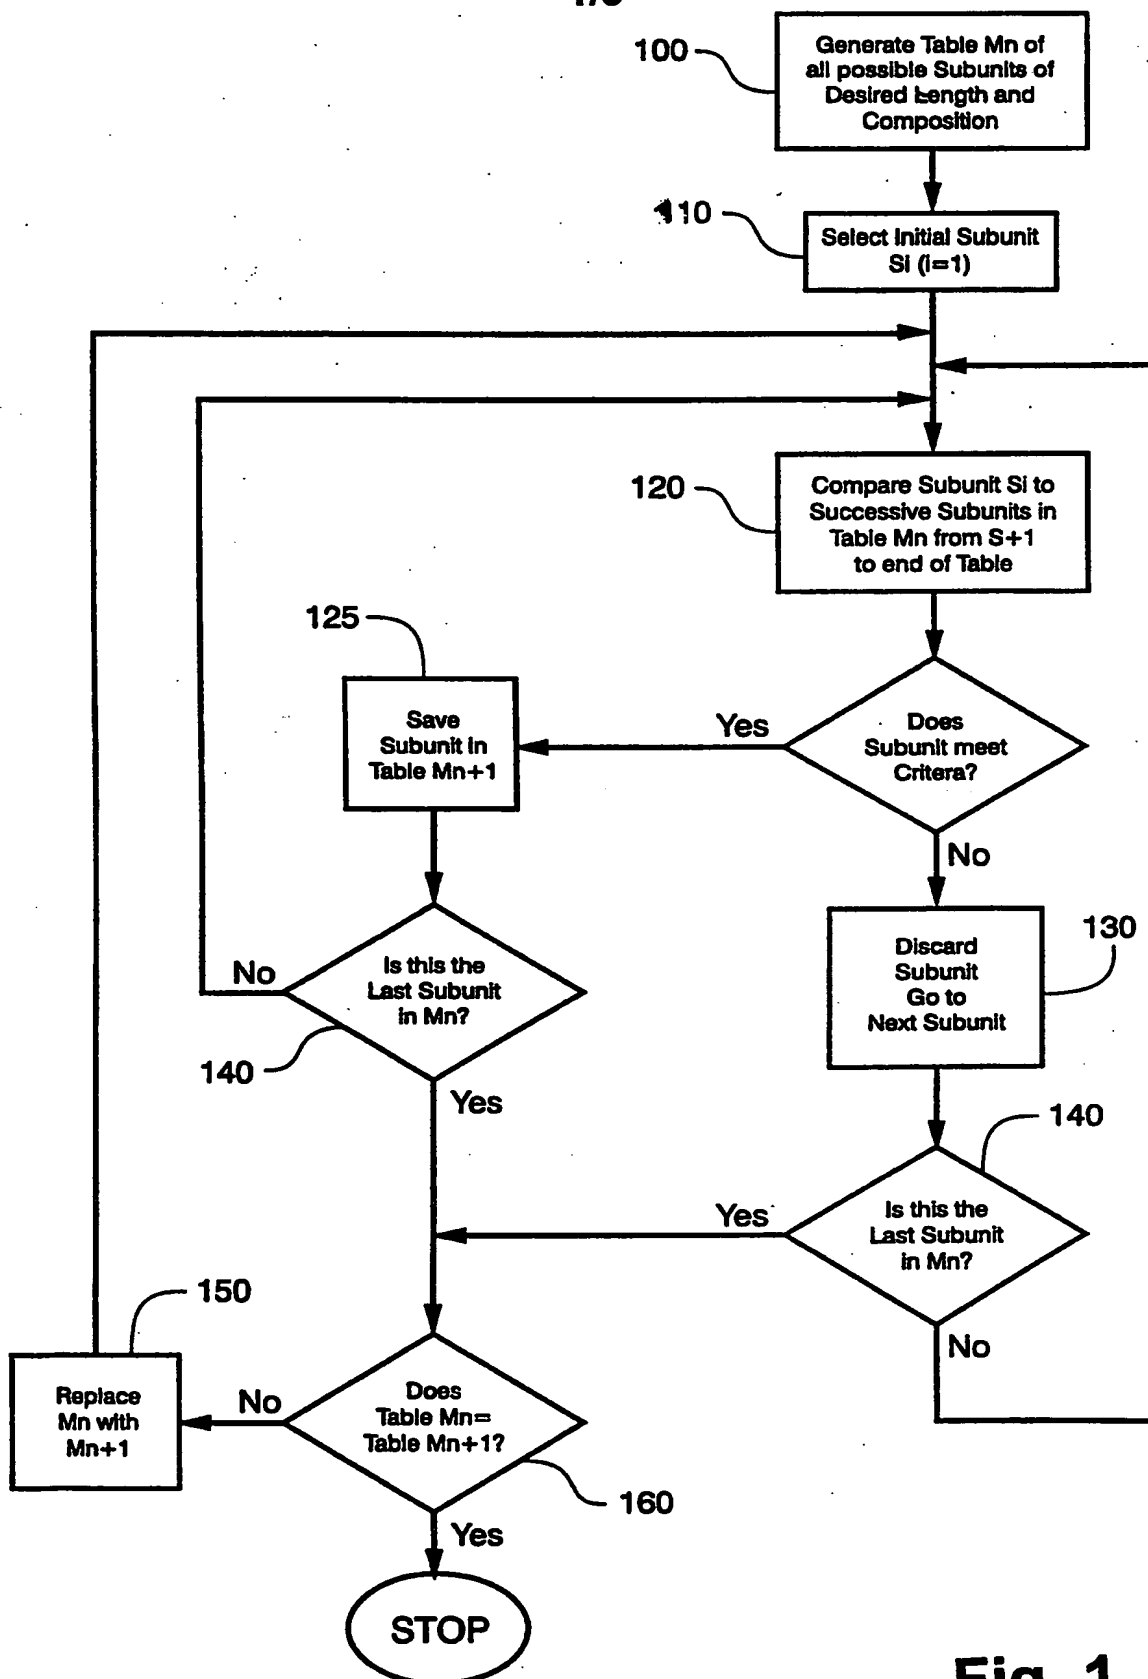 100
Generate Table Mn of
all possible Subunits of
Desired Length and
Composition
110
Select Initial Subunit
Si (i=1)
120
Compare Subunit Si to
Successive Subunits in
Table Mn from S+1
to end of Table
125
Save
Subunit in
Table Mn+1
Yes
Does
Subunit meet
Critera?
No
130
Discard
Subunit
Go to
Next Subunit
No
Is this the
Last Subunit
in Mn?
140
Yes
140
Yes
Is this the
Last Subunit
in Mn?
No
150
Replace
Mn with
Mn+1
No
Does
Table Mn=
Table Mn+1?
160
Yes
STOP
Fig. 1